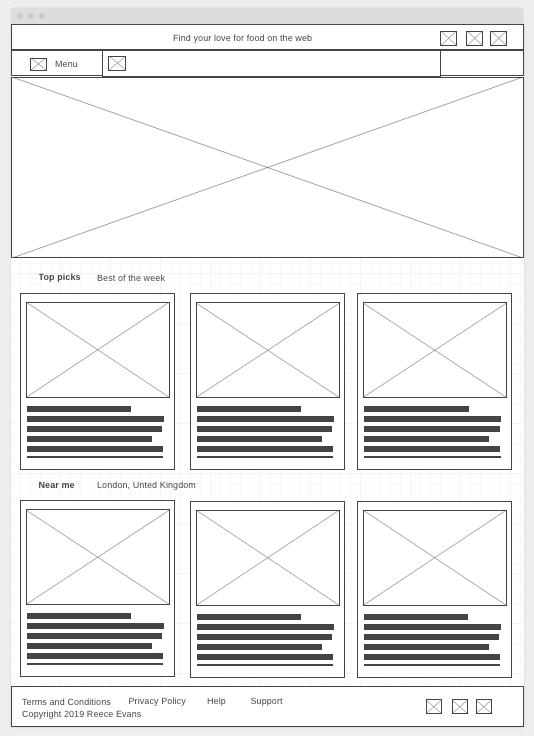 Find your love for food on the web
Menu
Top picks Best of the week
Near me London, Unted Kingdom
Terms and Conditions Privacy Policy Help Support
Copyright 2019 Reece Evans